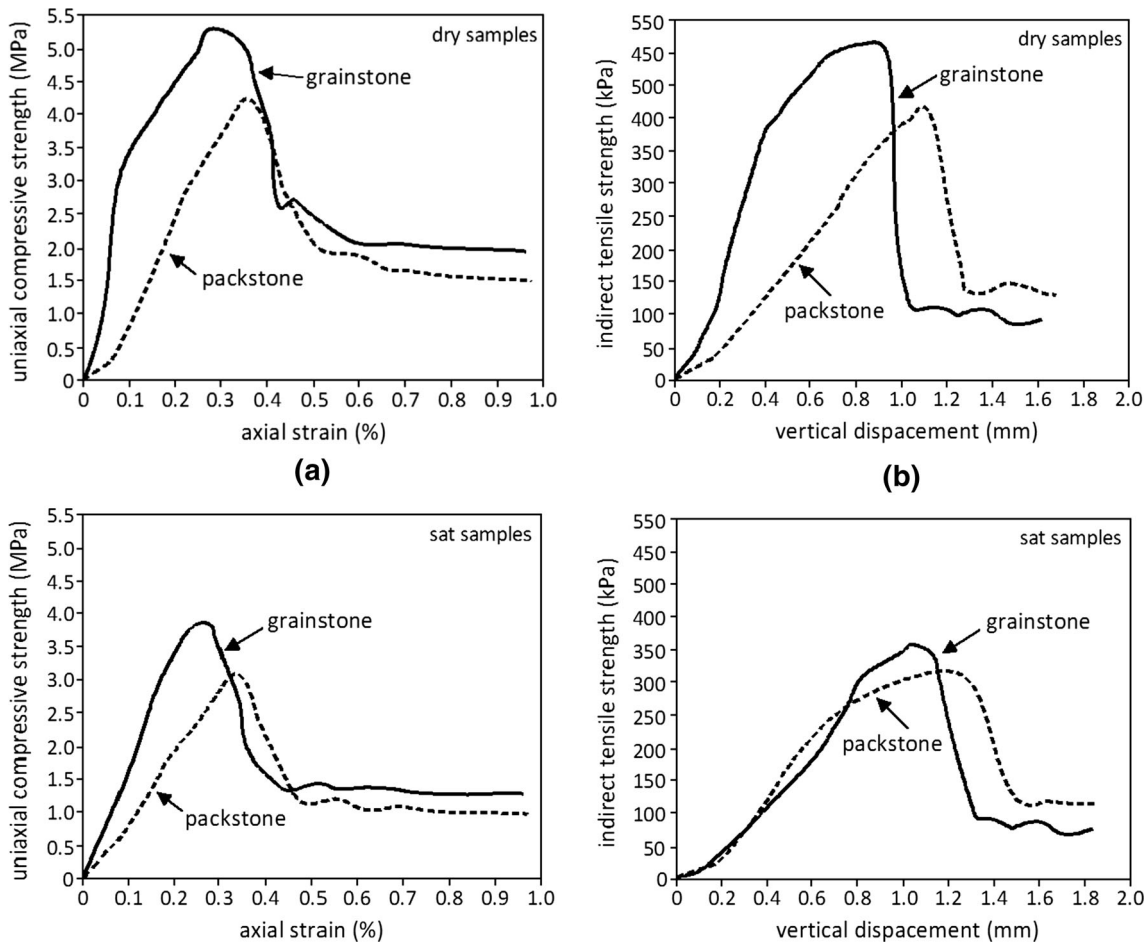 uniaxial compressive strength (MPa)
5.5
5.0
4.5
4.0
3.5
3.0
2.5
2.0
1.5
1.0
0.5
0
dry samples
grainstone
packstone
0 0.1 0.2 0.3 0.4 0.5 0.6 0.7 0.8 0.9 1.0
axial strain (%)
(a)
indirect tensile strength (kPa)
550
450
500
400
350
300
250
200
150
100
50
0
dry samples
grainstone
packstone
0 0.2 0.4 0.6 0.8 1.0 1.2 1.4 1.6 1.8 2.0
vertical dispacement (mm)
(b)
uniaxial compressive strength (MPa)
5.5
5.0
4.5
4.0
3.5
3.0
2.5
2.0
1.5
1.0
0.5
0
sat samples
grainstone
packstone
0 0.1 0.2 0.3 0.4 0.5 0.6 0.7 0.8 0.9 1.0
axial strain (%)
indirect tensile strength (kPa)
550
450
500
400
350
300
250
200
150
100
50
0
sat samples
grainstone
packstone
0 0.2 0.4 0.6 0.8 1.0 1.2 1.4 1.6 1.8 2.0
vertical dispacement (mm)